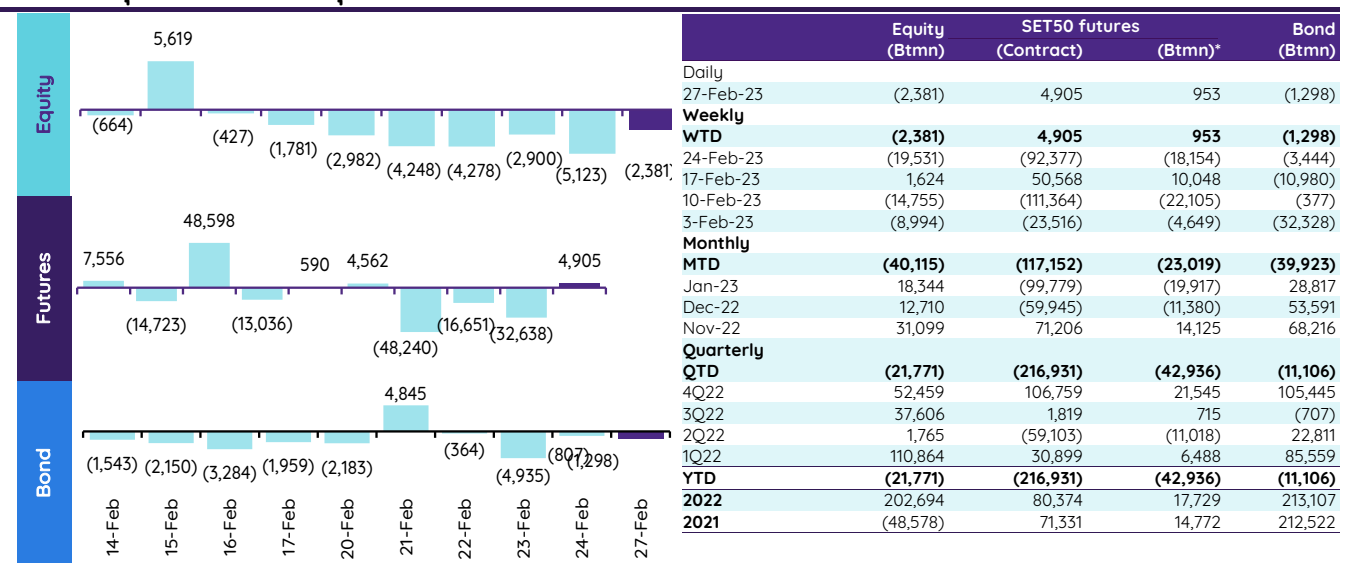 Equity
5,619
(664)
(427)
(1,781)
(2,982)
(4,248)
(4,278)
(2,900)
(5,123)
(2,381)
Futures
7,556
(14,723)
48,598
(13,036)
590
4,562
(48,240)
(16,651)
(32,638)
4,905
Bond
(1,543)
(2,150)
(3,284)
(1,959)
(2,183)
4,845
(364)
(4,935)
(807)
(1,298)
14-Feb
15-Feb
16-Feb
17-Feb
20-Feb
21-Feb
22-Feb
23-Feb
24-Feb
27-Feb
Equity SET50 futures Bond
(Btmn) (Contract) (Btmn)* (Btmn)
Daily
27-Feb-23 (2,381) 4,905 953 (1,298)
Weekly
WTD (2,381) 4,905 953 (1,298)
24-Feb-23 (19,531) (92,377) (18,154) (3,444)
17-Feb-23 1,624 50,568 10,048 (10,980)
10-Feb-23 (14,755) (111,364) (22,105) (377)
3-Feb-23 (8,994) (23,516) (4,649) (32,328)
Monthly
MTD (40,115) (117,152) (23,019) (39,923)
Jan-23 18,344 (99,779) (19,917) 28,817
Dec-22 12,710 (59,945) (11,380) 53,591
Nov-22 31,099 71,206 14,125 68,216
Quarterly
QTD (21,771) (216,931) (42,936) (11,106)
4Q22 52,459 106,759 21,545 105,445
3Q22 37,606 1,819 715 (707)
2Q22 1,765 (59,103) (11,018) 22,811
1Q22 110,864 30,899 6,488 85,559
YTD (21,771) (216,931) (42,936) (11,106)
2022 202,694 80,374 17,729 213,107
2021 (48,578) 71,331 14,772 212,522